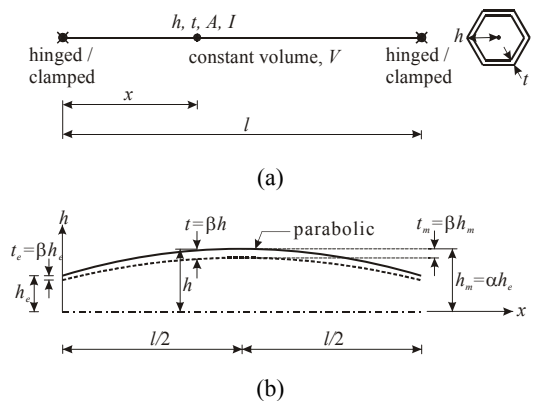 h, t, A, I
hinged / clamped
constant volume, V
hinged / clamped
h
t
x
l
(a)
h
t=βh
parabolic
t_m=βh_m
t_e=βh_e
h_e
h
h_m=αh_e
x
l/2
l/2
(b)